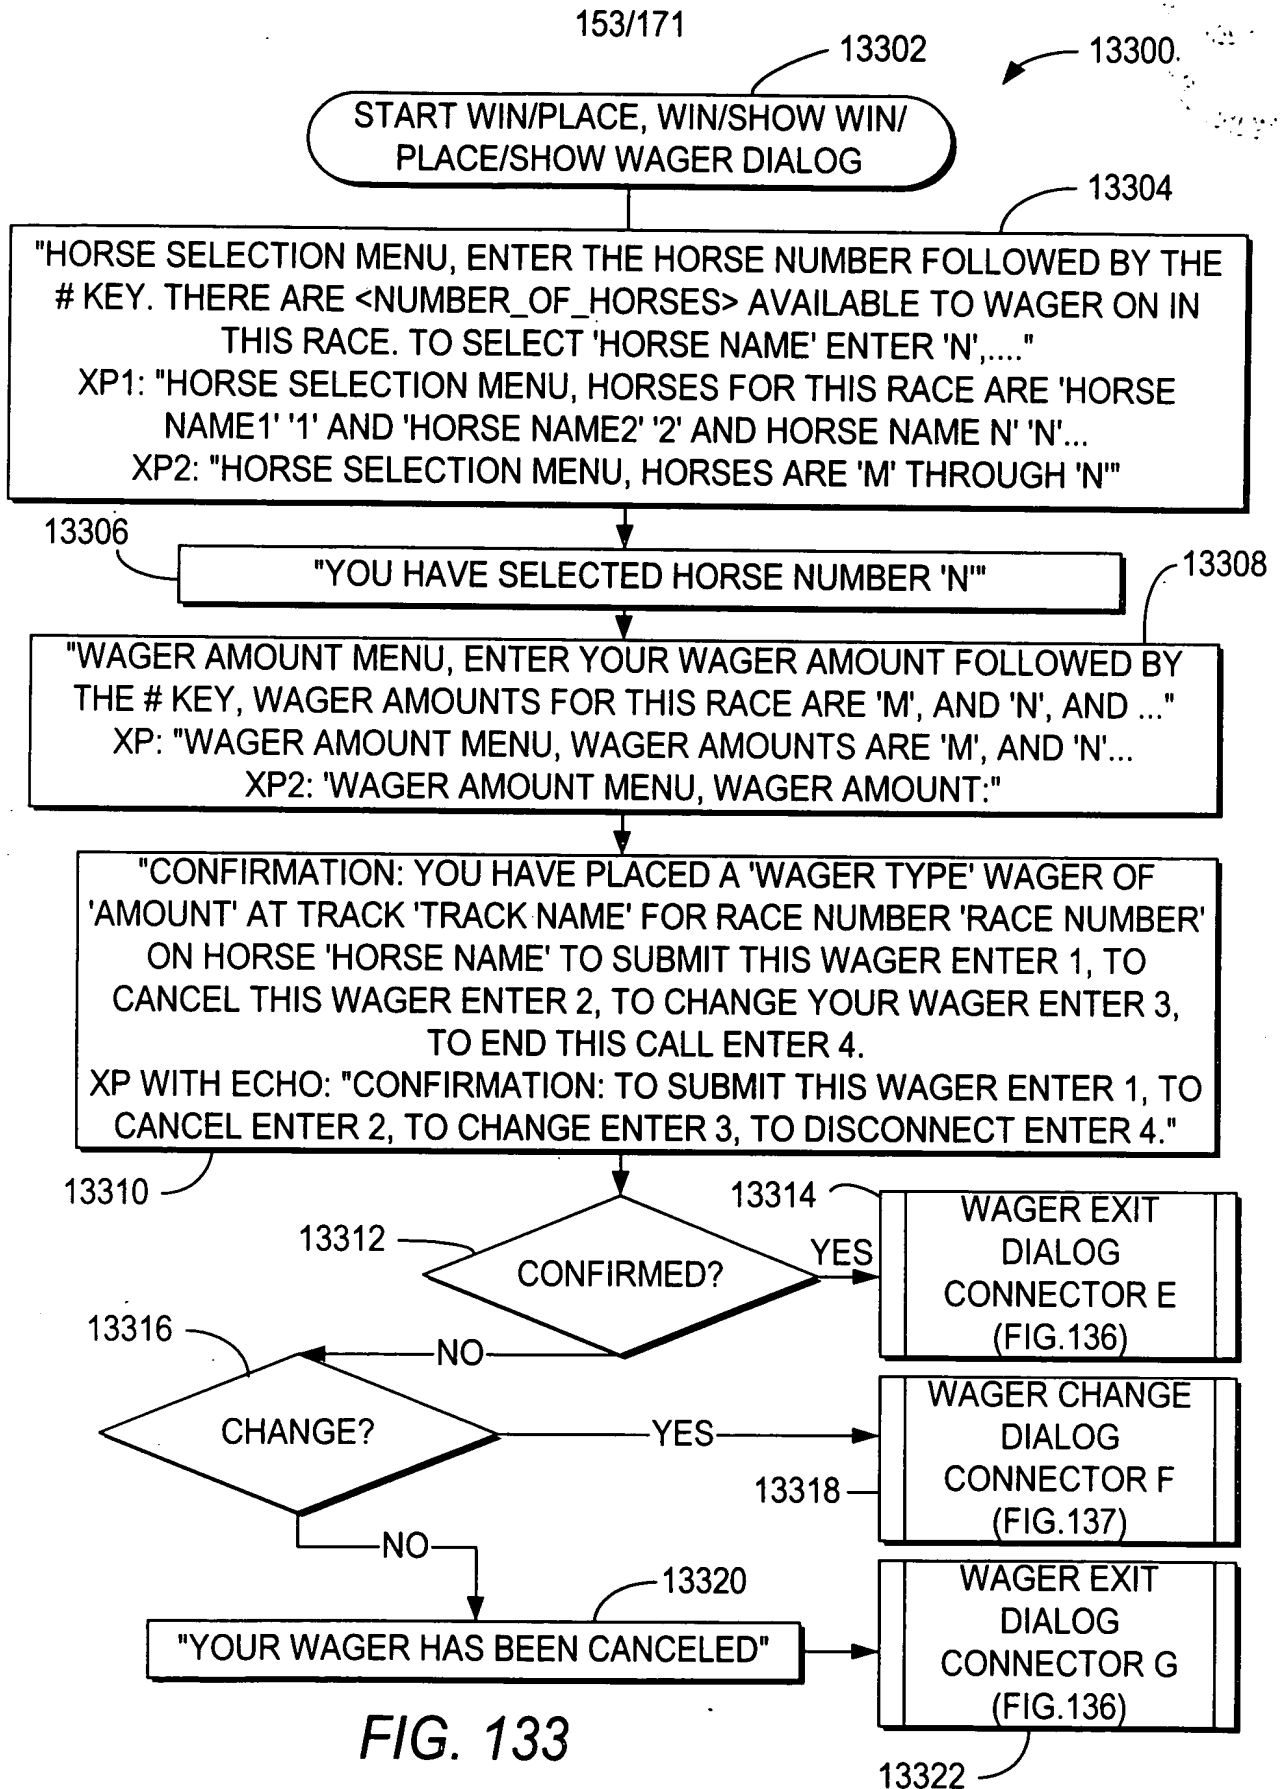 153/171
13302
13300
START WIN/PLACE, WIN/SHOW WIN/
PLACE/SHOW WAGER DIALOG
13304
"HORSE SELECTION MENU, ENTER THE HORSE NUMBER FOLLOWED BY THE
# KEY. THERE ARE <NUMBER_OF_HORSES> AVAILABLE TO WAGER ON IN
THIS RACE. TO SELECT 'HORSE NAME' ENTER 'N',...."
XP1: "HORSE SELECTION MENU, HORSES FOR THIS RACE ARE 'HORSE
NAME1' '1' AND 'HORSE NAME2' '2' AND HORSE NAME N' 'N'...
XP2: "HORSE SELECTION MENU, HORSES ARE 'M' THROUGH 'N'"
13306
"YOU HAVE SELECTED HORSE NUMBER 'N'"
13308
"WAGER AMOUNT MENU, ENTER YOUR WAGER AMOUNT FOLLOWED BY
THE # KEY, WAGER AMOUNTS FOR THIS RACE ARE 'M', AND 'N', AND ..."
XP: "WAGER AMOUNT MENU, WAGER AMOUNTS ARE 'M', AND 'N'...
XP2: 'WAGER AMOUNT MENU, WAGER AMOUNT:"
"CONFIRMATION: YOU HAVE PLACED A 'WAGER TYPE' WAGER OF
'AMOUNT' AT TRACK 'TRACK NAME' FOR RACE NUMBER 'RACE NUMBER'
ON HORSE 'HORSE NAME' TO SUBMIT THIS WAGER ENTER 1, TO
CANCEL THIS WAGER ENTER 2, TO CHANGE YOUR WAGER ENTER 3,
TO END THIS CALL ENTER 4.
XP WITH ECHO: "CONFIRMATION: TO SUBMIT THIS WAGER ENTER 1, TO
CANCEL ENTER 2, TO CHANGE ENTER 3, TO DISCONNECT ENTER 4."
13310
13312
CONFIRMED?
YES
13314
WAGER EXIT
DIALOG
CONNECTOR E
(FIG.136)
NO
13316
CHANGE?
YES
13318
WAGER CHANGE
DIALOG
CONNECTOR F
(FIG.137)
NO
13320
"YOUR WAGER HAS BEEN CANCELED"
WAGER EXIT
DIALOG
CONNECTOR G
(FIG.136)
13322
FIG. 133